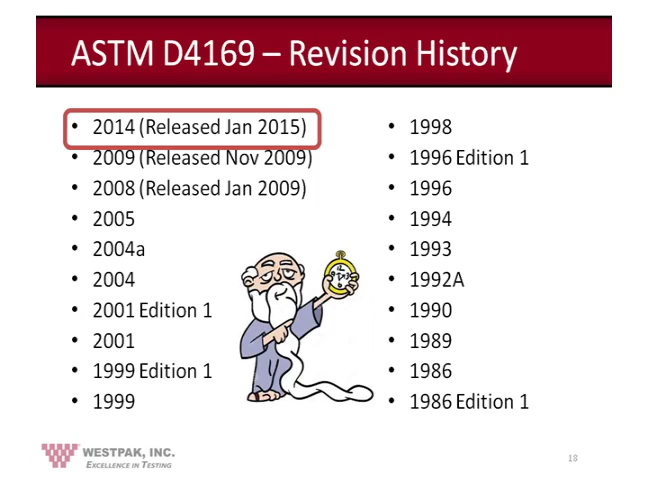 ASTM D4169 – Revision History
• 2014 (Released Jan 2015)
• 2009 (Released Nov 2009)
• 2008 (Released Jan 2009)
• 2005
• 2004a
• 2004
• 2001 Edition 1
• 2001
• 1999 Edition 1
• 1999
• 1998
• 1996 Edition 1
• 1996
• 1994
• 1993
• 1992A
• 1990
• 1989
• 1986
• 1986 Edition 1
WESTPAK, INC.
EXCELLENCE IN TESTING
18